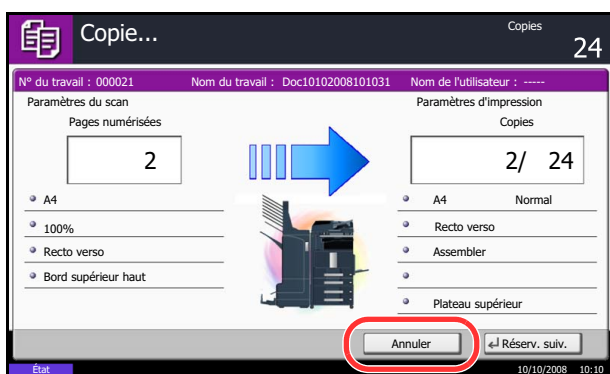 Copie...
Copies
24
N° du travail : 000021 Nom du travail : Doc10102008101031 Nom de l'utilisateur : -----
Paramètres du scan
Pages numérisées
2
A4
100%
Recto verso
Bord supérieur haut
Paramètres d'impression
Copies
2/ 24
A4 Normal
Recto verso
Assembler
Plateau supérieur
Annuler
Réserv. suiv.
État
10/10/2008 10:10